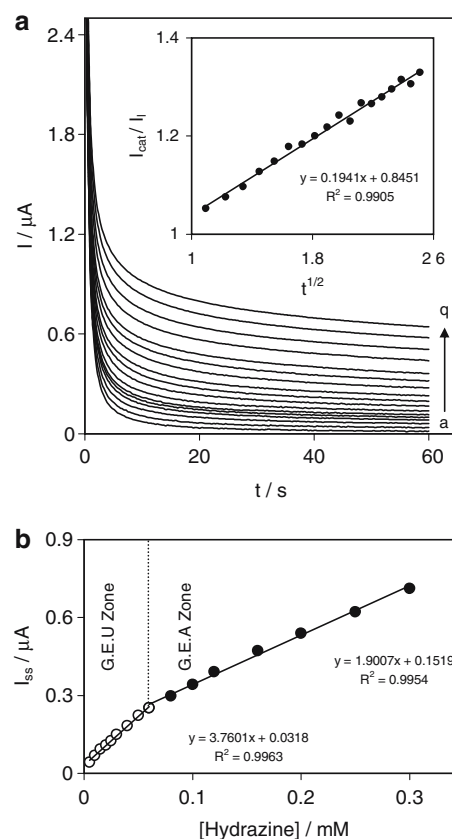 a
2.4
1.8
1.2
0.6
0
I / μA
0
20
40
60
t / s
q
a
1.4
1.2
1
I_cat / I_l
1
1.8
2 6
t^1/2
y = 0.1941x + 0.8451
R² = 0.9905
b
0.9
0.6
0.3
0
I_ss / μA
G.E.U Zone
G.E.A Zone
y = 1.9007x + 0.1519
R² = 0.9954
y = 3.7601x + 0.0318
R² = 0.9963
0
0.1
0.2
0.3
[Hydrazine] / mM